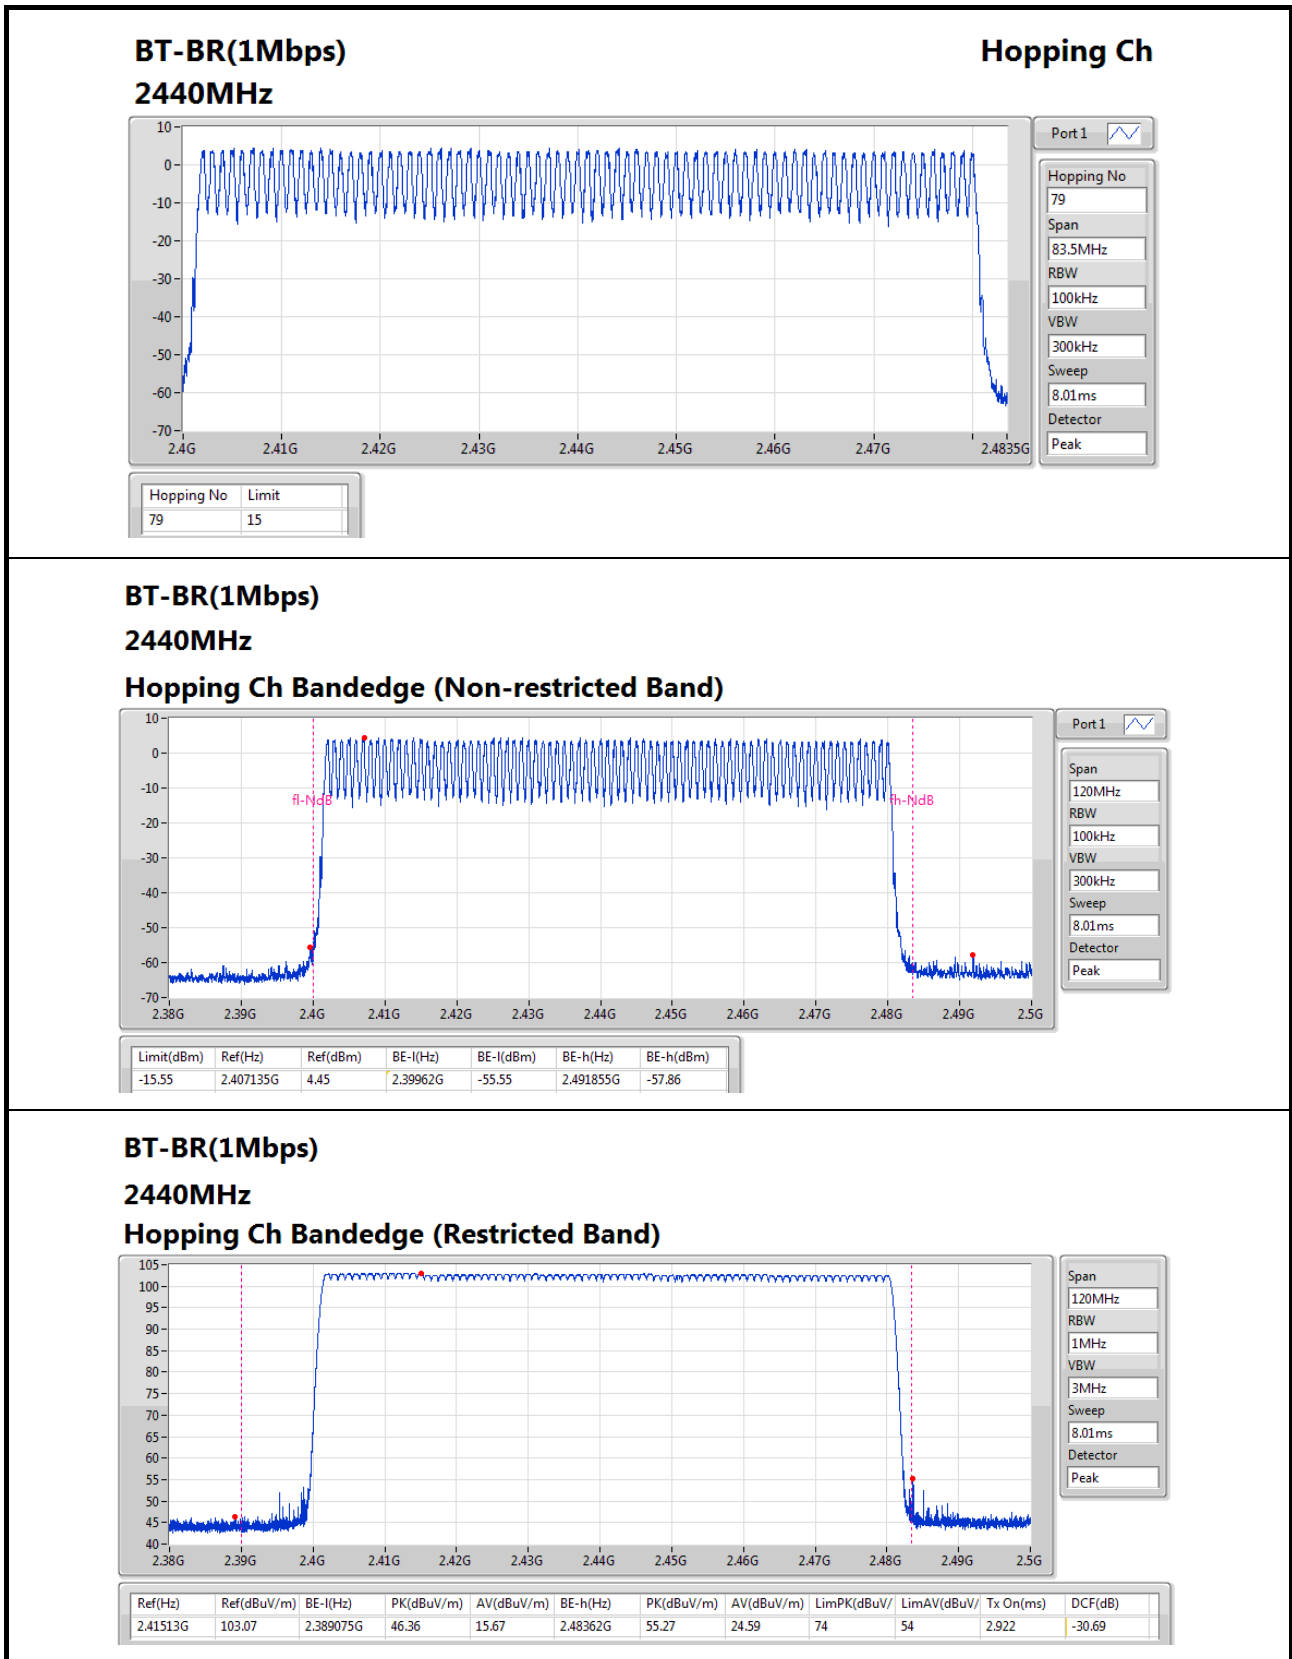 BT-BR(1Mbps) Hopping Ch
2440MHz
Port 1
10
0
-10
-20
-30
-40
-50
-60
-70
2.4G 2.41G 2.42G 2.43G 2.44G 2.45G 2.46G 2.47G 2.4835G
Hopping No
79
Span
83.5MHz
RBW
100kHz
VBW
300kHz
Sweep
8.01ms
Detector
Peak
Hopping No Limit
79 15
BT-BR(1Mbps)
2440MHz
Hopping Ch Bandedge (Non-restricted Band)
Port 1
10
0
-10
-20
-30
-40
-50
-60
-70
fl-NdB fh-NdB
2.38G 2.39G 2.4G 2.41G 2.42G 2.43G 2.44G 2.45G 2.46G 2.47G 2.48G 2.49G 2.5G
Span
120MHz
RBW
100kHz
VBW
300kHz
Sweep
8.01ms
Detector
Peak
Limit(dBm) Ref(Hz) Ref(dBm) BE-l(Hz) BE-l(dBm) BE-h(Hz) BE-h(dBm)
-15.55 2.407135G 4.45 2.39962G -55.55 2.491855G -57.86
BT-BR(1Mbps)
2440MHz
Hopping Ch Bandedge (Restricted Band)
105
100
95
90
85
80
75
70
65
60
55
50
45
40
2.38G 2.39G 2.4G 2.41G 2.42G 2.43G 2.44G 2.45G 2.46G 2.47G 2.48G 2.49G 2.5G
Span
120MHz
RBW
1MHz
VBW
3MHz
Sweep
8.01ms
Detector
Peak
Ref(Hz) Ref(dBuV/m) BE-l(Hz) PK(dBuV/m) AV(dBuV/m) BE-h(Hz) PK(dBuV/m) AV(dBuV/m) LimPK(dBuV/ LimAV(dBuV/ Tx On(ms) DCF(dB)
2.41513G 103.07 2.389075G 46.36 15.67 2.48362G 55.27 24.59 74 54 2.922 -30.69